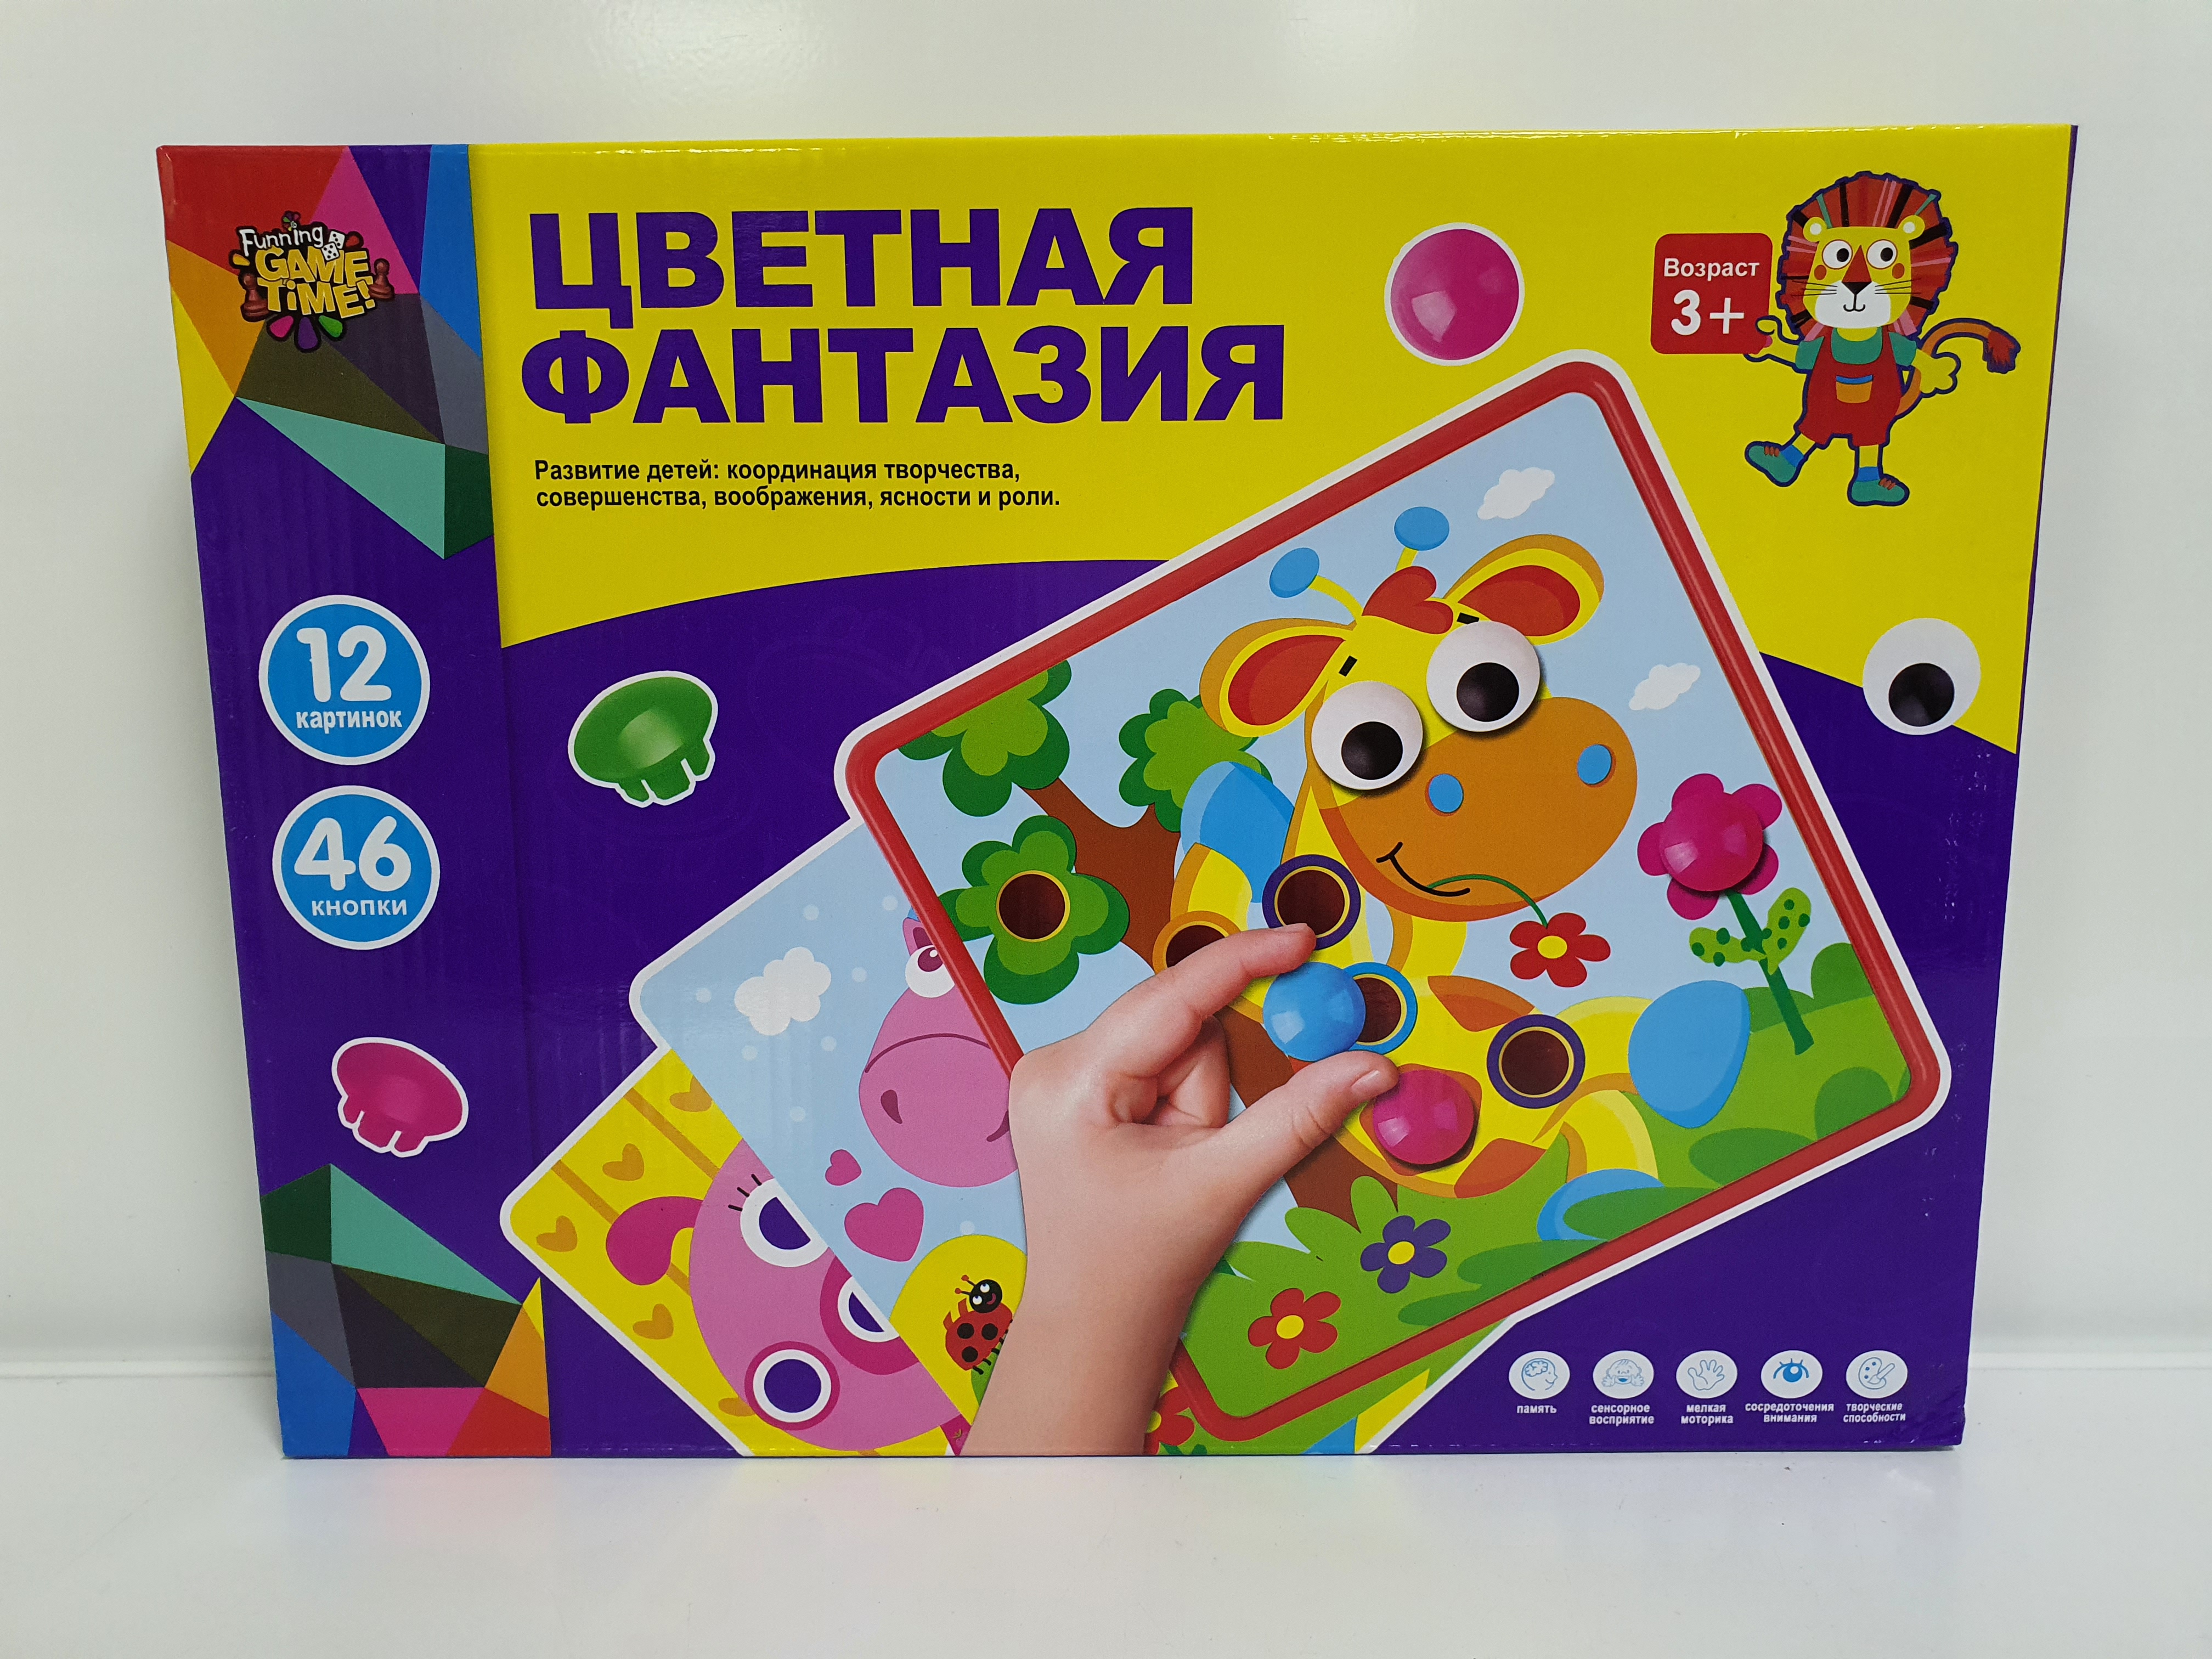 Funning
GAME
TiME!
ЦВЕТНАЯ
ФАНТАЗИЯ
Развитие детей: координация творчества,
совершенства, воображения, ясности и роли.
Возраст
3+
12
картинок
46
кнопки
память
сенсорное
восприятие
мелкая
моторика
сосредоточения
внимания
творческие
способности